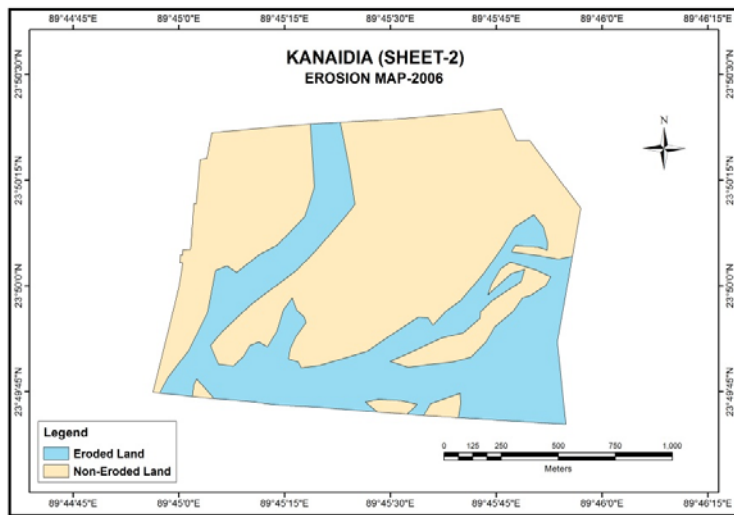 89°44'45"E 89°45'0"E 89°45'15"E 89°45'30"E 89°45'45"E 89°46'0"E 89°46'15"E
KANAIDIA (SHEET-2)
EROSION MAP-2006
N
23°50'30"N 23°50'30"N
23°50'15"N 23°50'15"N
23°50'0"N 23°50'0"N
23°49'45"N 23°49'45"N
Legend
Eroded Land
Non-Eroded Land
0 125 250 500 750 1,000
Meters
89°44'45"E 89°45'0"E 89°45'15"E 89°45'30"E 89°45'45"E 89°46'0"E 89°46'15"E